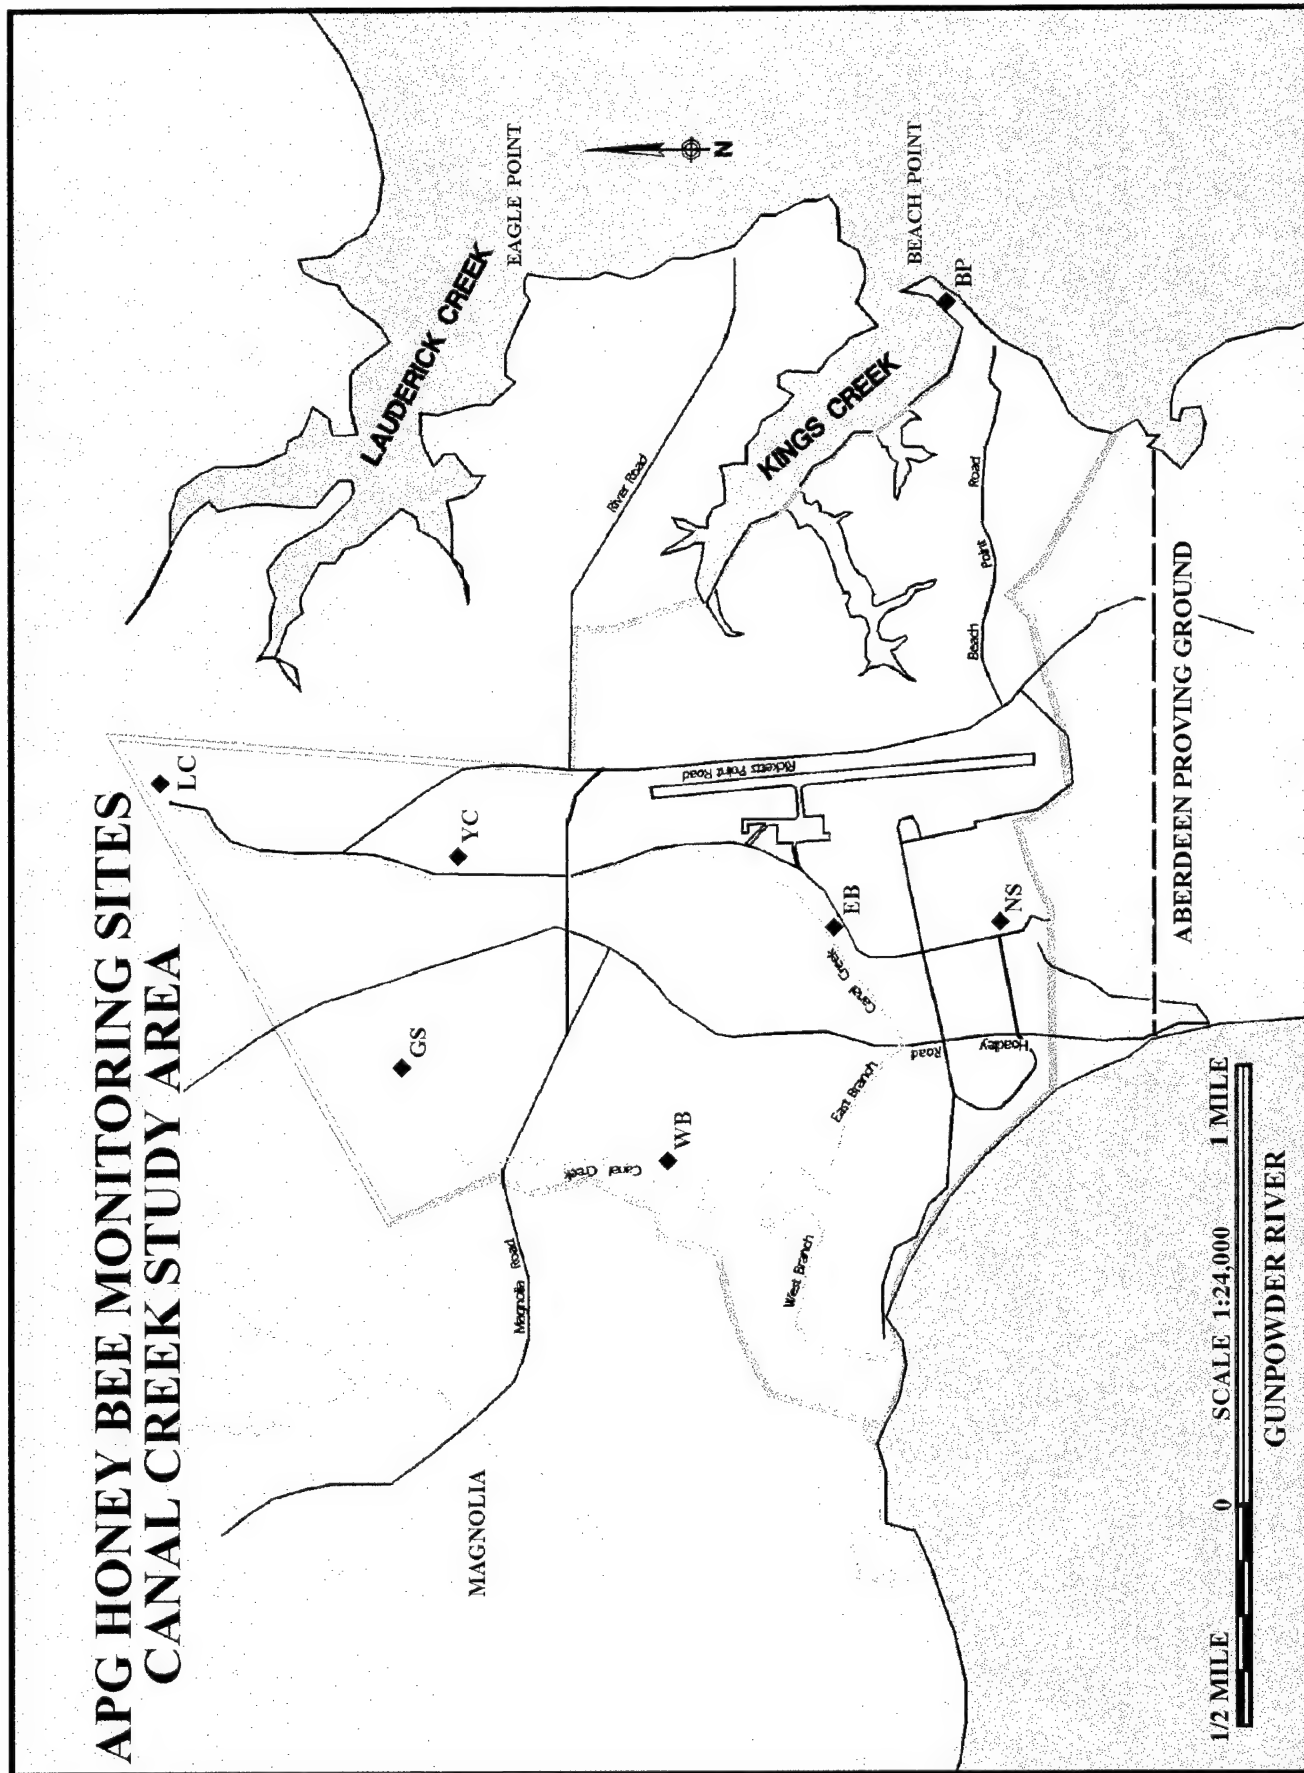 APG HONEY BEE MONITORING SITES
CANAL CREEK STUDY AREA
LAUDERICK CREEK
EAGLE POINT
N
LC
YC
GS
River Road
KINGS CREEK
BEACH POINT
BP
MAGNOLIA
Magnolia Road
Canal Creek
WB
West Branch
East Branch
Canal Creek
EB
Ricketts Point Road
Beach Point Road
NS
Hoadley Road
ABERDEEN PROVING GROUND
1/2 MILE 0 SCALE 1:24,000 1 MILE
GUNPOWDER RIVER